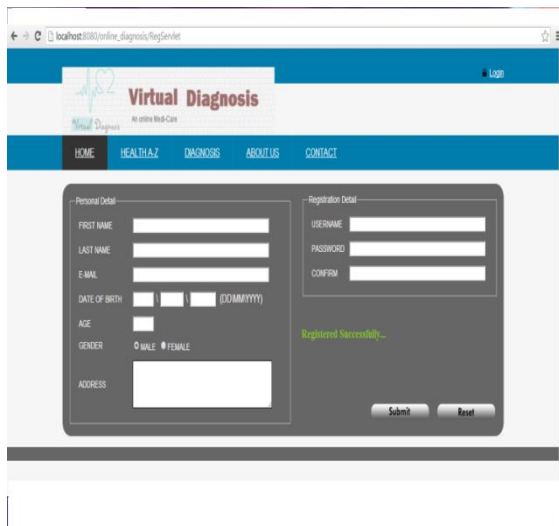 localhost:8080/online_diagnosis/RegServlet
Login
Virtual Diagnosis
An online Medi-Care
Virtual Diagnosis
HOME HEALTH A-Z DIAGNOSIS ABOUT US CONTACT
Personal Detail
FIRST NAME
LAST NAME
E-MAIL
DATE OF BIRTH \ \ (DD\MM\YYYY)
AGE
GENDER MALE FEMALE
ADDRESS
Registration Detail
USERNAME
PASSWORD
CONFIRM
Registered Successfully...
Submit Reset